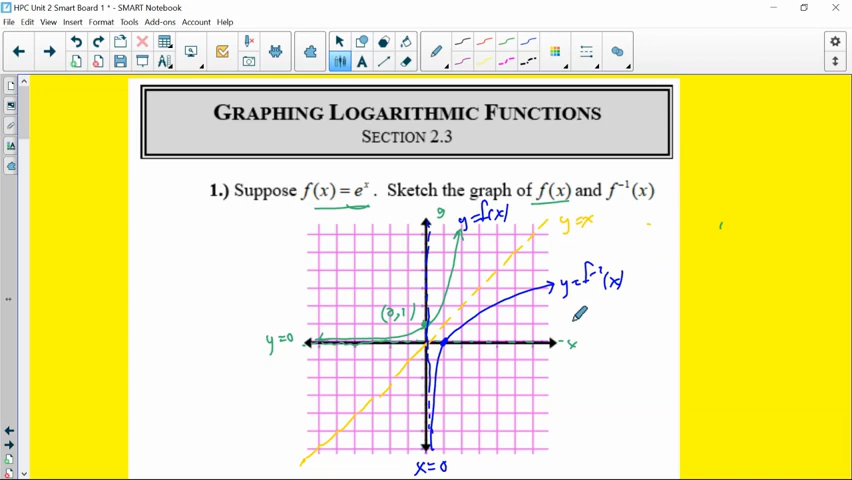 HPC Unit 2 Smart Board 1 * - SMART Notebook
File Edit View Insert Format Tools Add-ons Account Help
GRAPHING LOGARITHMIC FUNCTIONS
SECTION 2.3
1.) Suppose f(x) = eˣ. Sketch the graph of f(x) and f⁻¹(x)
y
y=f(x)
y=x
y=f⁻¹(x)
(0,1)
y=0
x
x=0